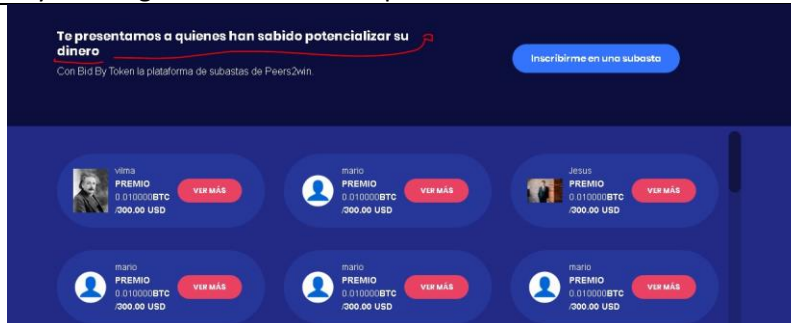 Te presentamos a quienes han sabido potencializar su
dinero
Con Bid By Token la plataforma de subastas de Peers2win.
Inscribirme en una subasta
vilma
PREMIO
0.010000BTC
/300.00 USD
VER MÁS
mario
PREMIO
0.010000BTC
/300.00 USD
VER MÁS
Jesus
PREMIO
0.010000BTC
/300.00 USD
VER MÁS
mario
PREMIO
0.010000BTC
/300.00 USD
VER MÁS
mario
PREMIO
0.010000BTC
/300.00 USD
VER MÁS
mario
PREMIO
0.010000BTC
/300.00 USD
VER MÁS